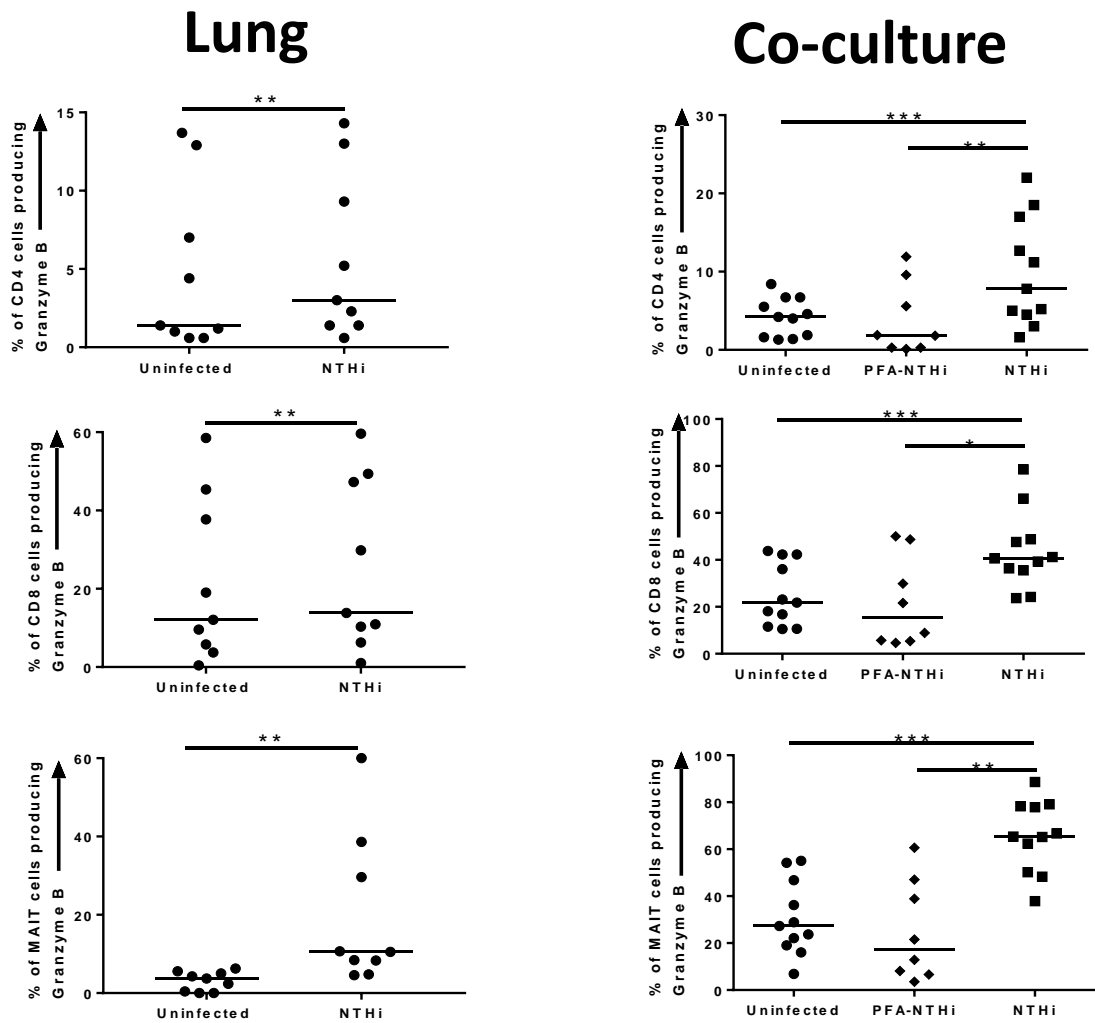 Lung
Co-culture
**
% of CD4 cells producing
Granzyme B
15
10
5
0
Uninfected
NTHi
***
**
% of CD4 cells producing
Granzyme B
30
20
10
0
Uninfected
PFA-NTHi
NTHi
**
% of CD8 cells producing
Granzyme B
60
40
20
0
Uninfected
NTHi
***
*
% of CD8 cells producing
Granzyme B
100
80
60
40
20
0
Uninfected
PFA-NTHi
NTHi
**
% of MAIT cells producing
Granzyme B
60
40
20
0
Uninfected
NTHi
***
**
% of MAIT cells producing
Granzyme B
100
80
60
40
20
0
Uninfected
PFA-NTHi
NTHi